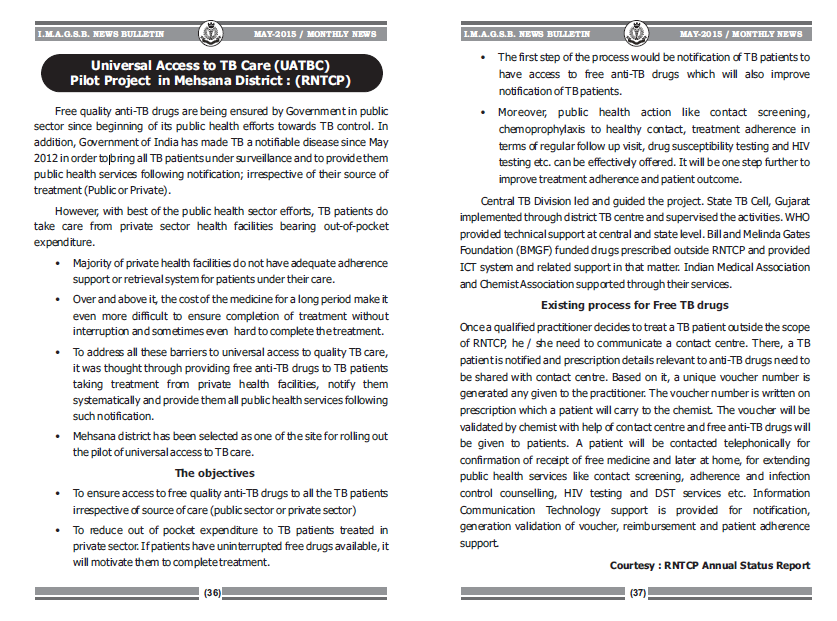 I.M.A.G.S.B. NEWS BULLETIN
MAY-2015 / MONTHLY NEWS
Universal Access to TB Care (UATBC)
Pilot Project in Mehsana District : (RNTCP)
Free quality anti-TB drugs are being ensured by Government in public
sector since beginning of its public health efforts towards TB control. In
addition, Government of India has made TB a notifiable disease since May
2012 in order to bring all TB patients under surveillance and to provide them
public health services following notification; irrespective of their source of
treatment (Public or Private).
However, with best of the public health sector efforts, TB patients do
take care from private sector health facilities bearing out-of-pocket
expenditure.
• Majority of private health facilities do not have adequate adherence
support or retrieval system for patients under their care.
• Over and above it, the cost of the medicine for a long period make it
even more difficult to ensure completion of treatment without
interruption and sometimes even hard to complete the treatment.
• To address all these barriers to universal access to quality TB care,
it was thought through providing free anti-TB drugs to TB patients
taking treatment from private health facilities, notify them
systematically and provide them all public health services following
such notification.
• Mehsana district has been selected as one of the site for rolling out
the pilot of universal access to TB care.
The objectives
• To ensure access to free quality anti-TB drugs to all the TB patients
irrespective of source of care (public sector or private sector)
• To reduce out of pocket expenditure to TB patients treated in
private sector. If patients have uninterrupted free drugs available, it
will motivate them to complete treatment.
(36)
I.M.A.G.S.B. NEWS BULLETIN
MAY-2015 / MONTHLY NEWS
• The first step of the process would be notification of TB patients to
have access to free anti-TB drugs which will also improve
notification of TB patients.
• Moreover, public health action like contact screening,
chemoprophylaxis to healthy contact, treatment adherence in
terms of regular follow up visit, drug susceptibility testing and HIV
testing etc. can be effectively offered. It will be one step further to
improve treatment adherence and patient outcome.
Central TB Division led and guided the project. State TB Cell, Gujarat
implemented through district TB centre and supervised the activities. WHO
provided technical support at central and state level. Bill and Melinda Gates
Foundation (BMGF) funded drugs prescribed outside RNTCP and provided
ICT system and related support in that matter. Indian Medical Association
and Chemist Association supported through their services.
Existing process for Free TB drugs
Once a qualified practitioner decides to treat a TB patient outside the scope
of RNTCP, he / she need to communicate a contact centre. There, a TB
patient is notified and prescription details relevant to anti-TB drugs need to
be shared with contact centre. Based on it, a unique voucher number is
generated any given to the practitioner. The voucher number is written on
prescription which a patient will carry to the chemist. The voucher will be
validated by chemist with help of contact centre and free anti-TB drugs will
be given to patients. A patient will be contacted telephonically for
confirmation of receipt of free medicine and later at home, for extending
public health services like contact screening, adherence and infection
control counselling, HIV testing and DST services etc. Information
Communication Technology support is provided for notification,
generation validation of voucher, reimbursement and patient adherence
support.
Courtesy : RNTCP Annual Status Report
(37)